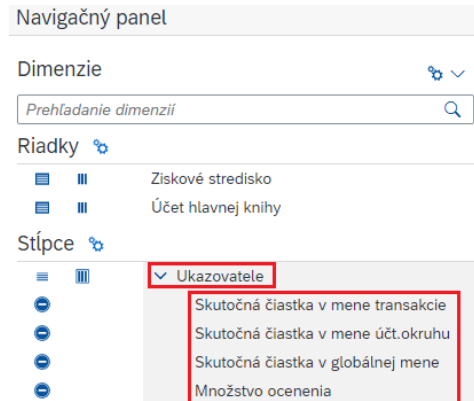 Navigačný panel
Dimenzie
Prehľadanie dimenzií
Riadky
Ziskové stredisko
Účet hlavnej knihy
Stĺpce
Ukazovatele
Skutočná čiastka v mene transakcie
Skutočná čiastka v mene účt.okruhu
Skutočná čiastka v globálnej mene
Množstvo ocenenia